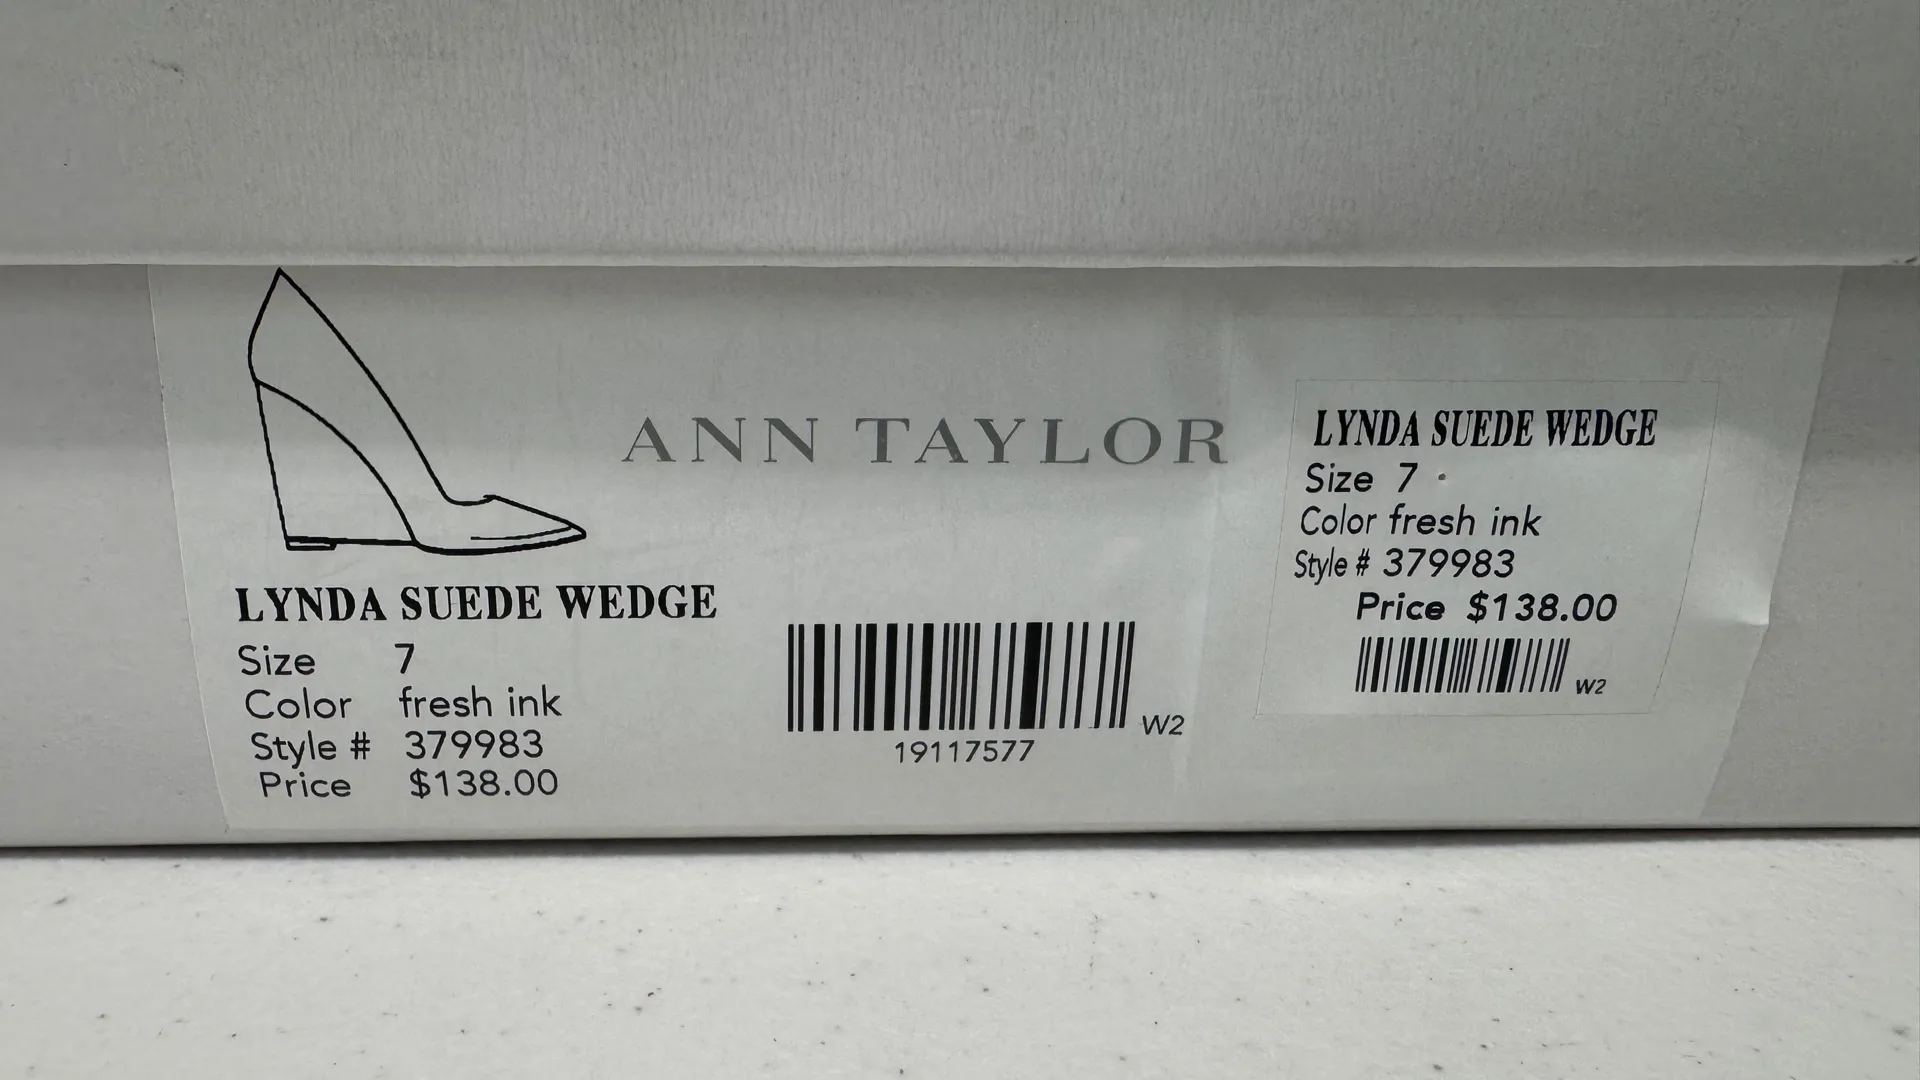 ANN TAYLOR
LYNDA SUEDE WEDGE
Size 7
Color fresh ink
Style # 379983
Price $138.00
W2
19117577
LYNDA SUEDE WEDGE
Size 7
Color fresh ink
Style # 379983
Price $138.00
W2